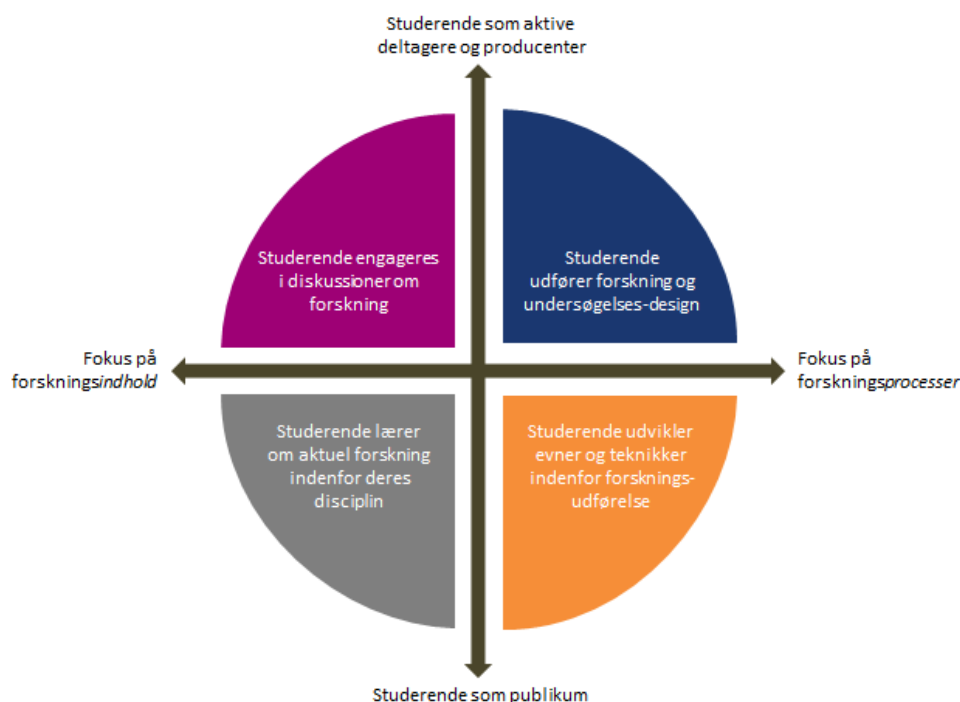 Studerende som aktive
deltagere og producenter
Studerende engageres
i diskussioner om
forskning
Studerende
udfører forskning og
undersøgelses-design
Fokus på
forskningsindhold
Fokus på
forskningsprocesser
Studerende lærer
om aktuel forskning
indenfor deres
disciplin
Studerende udvikler
evner og teknikker
indenfor forsknings-
udførelse
Studerende som publikum